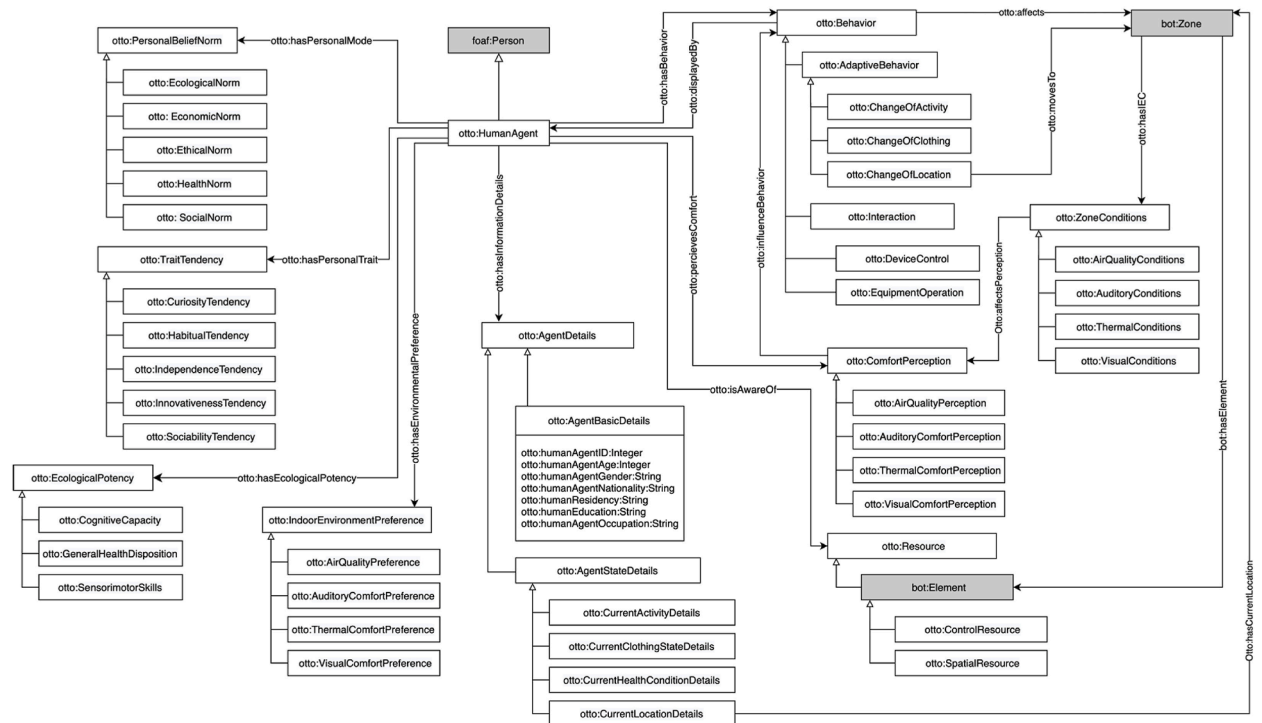 otto:PersonalBeliefNorm
otto:EcologicalNorm
otto: EconomicNorm
otto:EthicalNorm
otto:HealthNorm
otto: SocialNorm
otto:hasPersonalMode
foaf:Person
otto:HumanAgent
otto:TraitTendency
otto:CuriosityTendency
otto:HabitualTendency
otto:IndependenceTendency
otto:InnovativenessTendency
otto:SociabilityTendency
otto:hasPersonalTrait
otto:EcologicalPotency
otto:CognitiveCapacity
otto:GeneralHealthDisposition
otto:SensorimotorSkills
otto:hasEcologicalPotency
otto:hasEnvironmentalPreference
otto:IndoorEnvironmentPreference
otto:AirQualityPreference
otto:AuditoryComfortPreference
otto:ThermalComfortPreference
otto:VisualComfortPreference
otto:hasInformationDetails
otto:AgentDetails
otto:AgentBasicDetails
otto:humanAgentID:Integer
otto:humanAgentAge:Integer
otto:humanAgentGender:String
otto:humanAgentNationality:String
otto:humanResidency:String
otto:humanEducation:String
otto:humanAgentOccupation:String
otto:AgentStateDetails
otto:CurrentActivityDetails
otto:CurrentClothingStateDetails
otto:CurrentHealthConditionDetails
otto:CurrentLocationDetails
otto:hasBehavior
otto:displayedBy
otto:percievesComfort
otto:isAwareOf
otto:influenceBehavior
otto:Behavior
otto:AdaptiveBehavior
otto:ChangeOfActivity
otto:ChangeOfClothing
otto:ChangeOfLocation
otto:Interaction
otto:DeviceControl
otto:EquipmentOperation
otto:affects
otto:movesTo
bot:Zone
otto:hasIEC
otto:ZoneConditions
otto:AirQualityConditions
otto:AuditoryConditions
otto:ThermalConditions
otto:VisualConditions
Otto:affectsPerception
otto:ComfortPerception
otto:AirQualityPerception
otto:AuditoryComfortPerception
otto:ThermalComfortPerception
otto:VisualComfortPerception
otto:Resource
bot:Element
otto:ControlResource
otto:SpatialResource
bot:hasElement
Otto:hasCurrentLocation